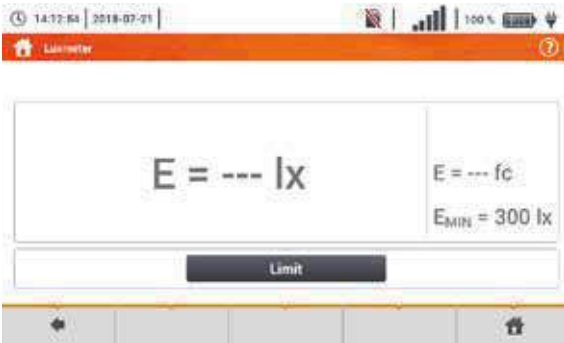 14:12:54 2018-07-21 100 %
Luxmeter
E = --- lx
E = --- fc
EMIN = 300 lx
Limit